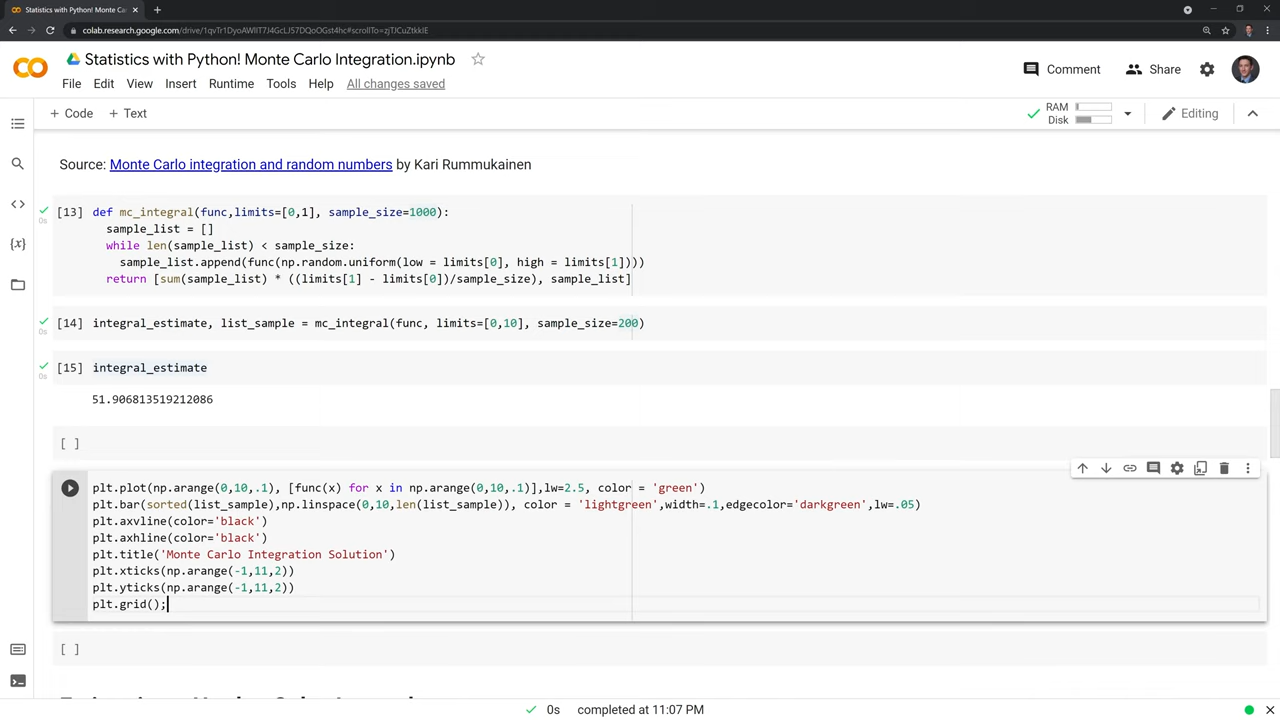 Statistics with Python! Monte Car
colab.research.google.com/drive/
Statistics with Python! Monte Carlo Integration.ipynb
File Edit View Insert Runtime Tools Help All changes saved
Comment Share
+ Code + Text
RAM
Disk
Editing
Source: Monte Carlo integration and random numbers by Kari Rummukainen
[13] def mc_integral(func,limits=[0,1], sample_size=1000):
0s
sample_list = []
while len(sample_list) < sample_size:
sample_list.append(func(np.random.uniform(low = limits[0], high = limits[1])))
return [sum(sample_list) * ((limits[1] - limits[0])/sample_size), sample_list]
[14] integral_estimate, list_sample = mc_integral(func, limits=[0,10], sample_size=200)
0s
[15] integral_estimate
0s
51.906813519212086
[ ]
plt.plot(np.arange(0,10,.1), [func(x) for x in np.arange(0,10,.1)],lw=2.5, color = 'green')
plt.bar(sorted(list_sample),np.linspace(0,10,len(list_sample)), color = 'lightgreen',width=.1,edgecolor='darkgreen',lw=.05)
plt.axvline(color='black')
plt.axhline(color='black')
plt.title('Monte Carlo Integration Solution')
plt.xticks(np.arange(-1,11,2))
plt.yticks(np.arange(-1,11,2))
plt.grid();
[ ]
0s completed at 11:07 PM